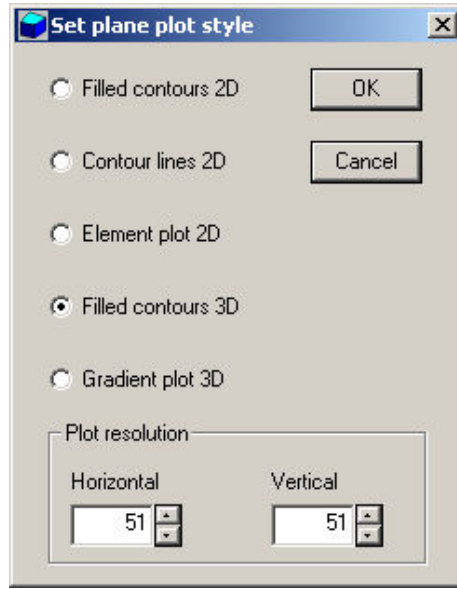 Set plane plot style
Filled contours 2D OK
Contour lines 2D Cancel
Element plot 2D
Filled contours 3D
Gradient plot 3D
Plot resolution
Horizontal Vertical
51 51